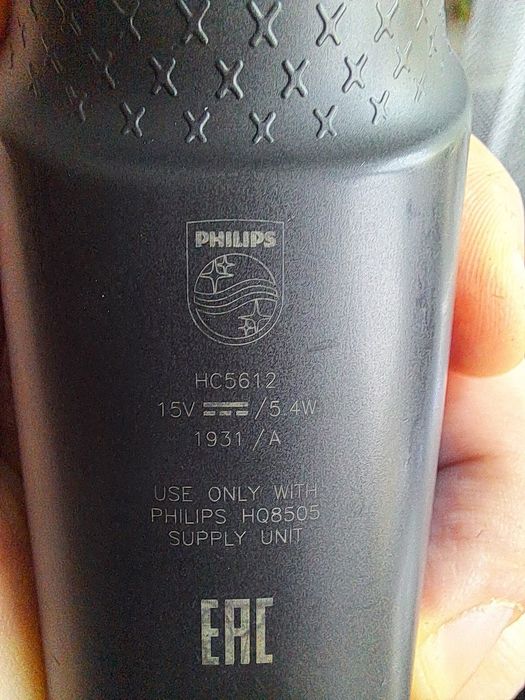 PHILIPS
HC5612
15V ⎓ /5.4W
1931 /A
USE ONLY WITH
PHILIPS HQ8505
SUPPLY UNIT
EAC